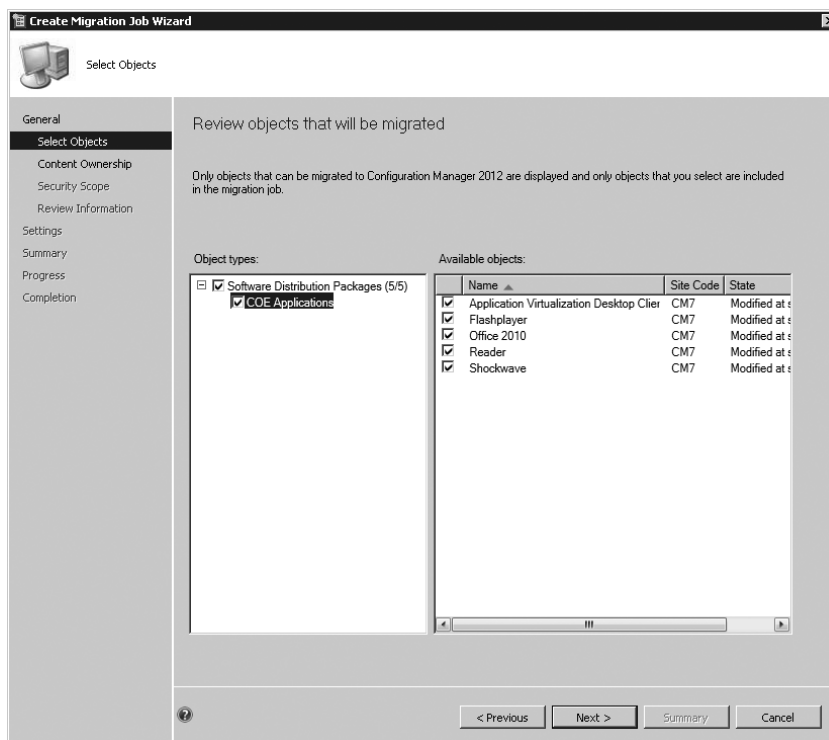 Create Migration Job Wizard
Select Objects
General
Select Objects
Content Ownership
Security Scope
Review Information
Settings
Summary
Progress
Completion
Review objects that will be migrated
Only objects that can be migrated to Configuration Manager 2012 are displayed and only objects that you select are included
in the migration job.
Object types:
Software Distribution Packages (5/5)
COE Applications
Available objects:
Name Site Code State
Application Virtualization Desktop Clier CM7 Modified at s
Flashplayer CM7 Modified at s
Office 2010 CM7 Modified at s
Reader CM7 Modified at s
Shockwave CM7 Modified at s
< Previous Next > Summary Cancel